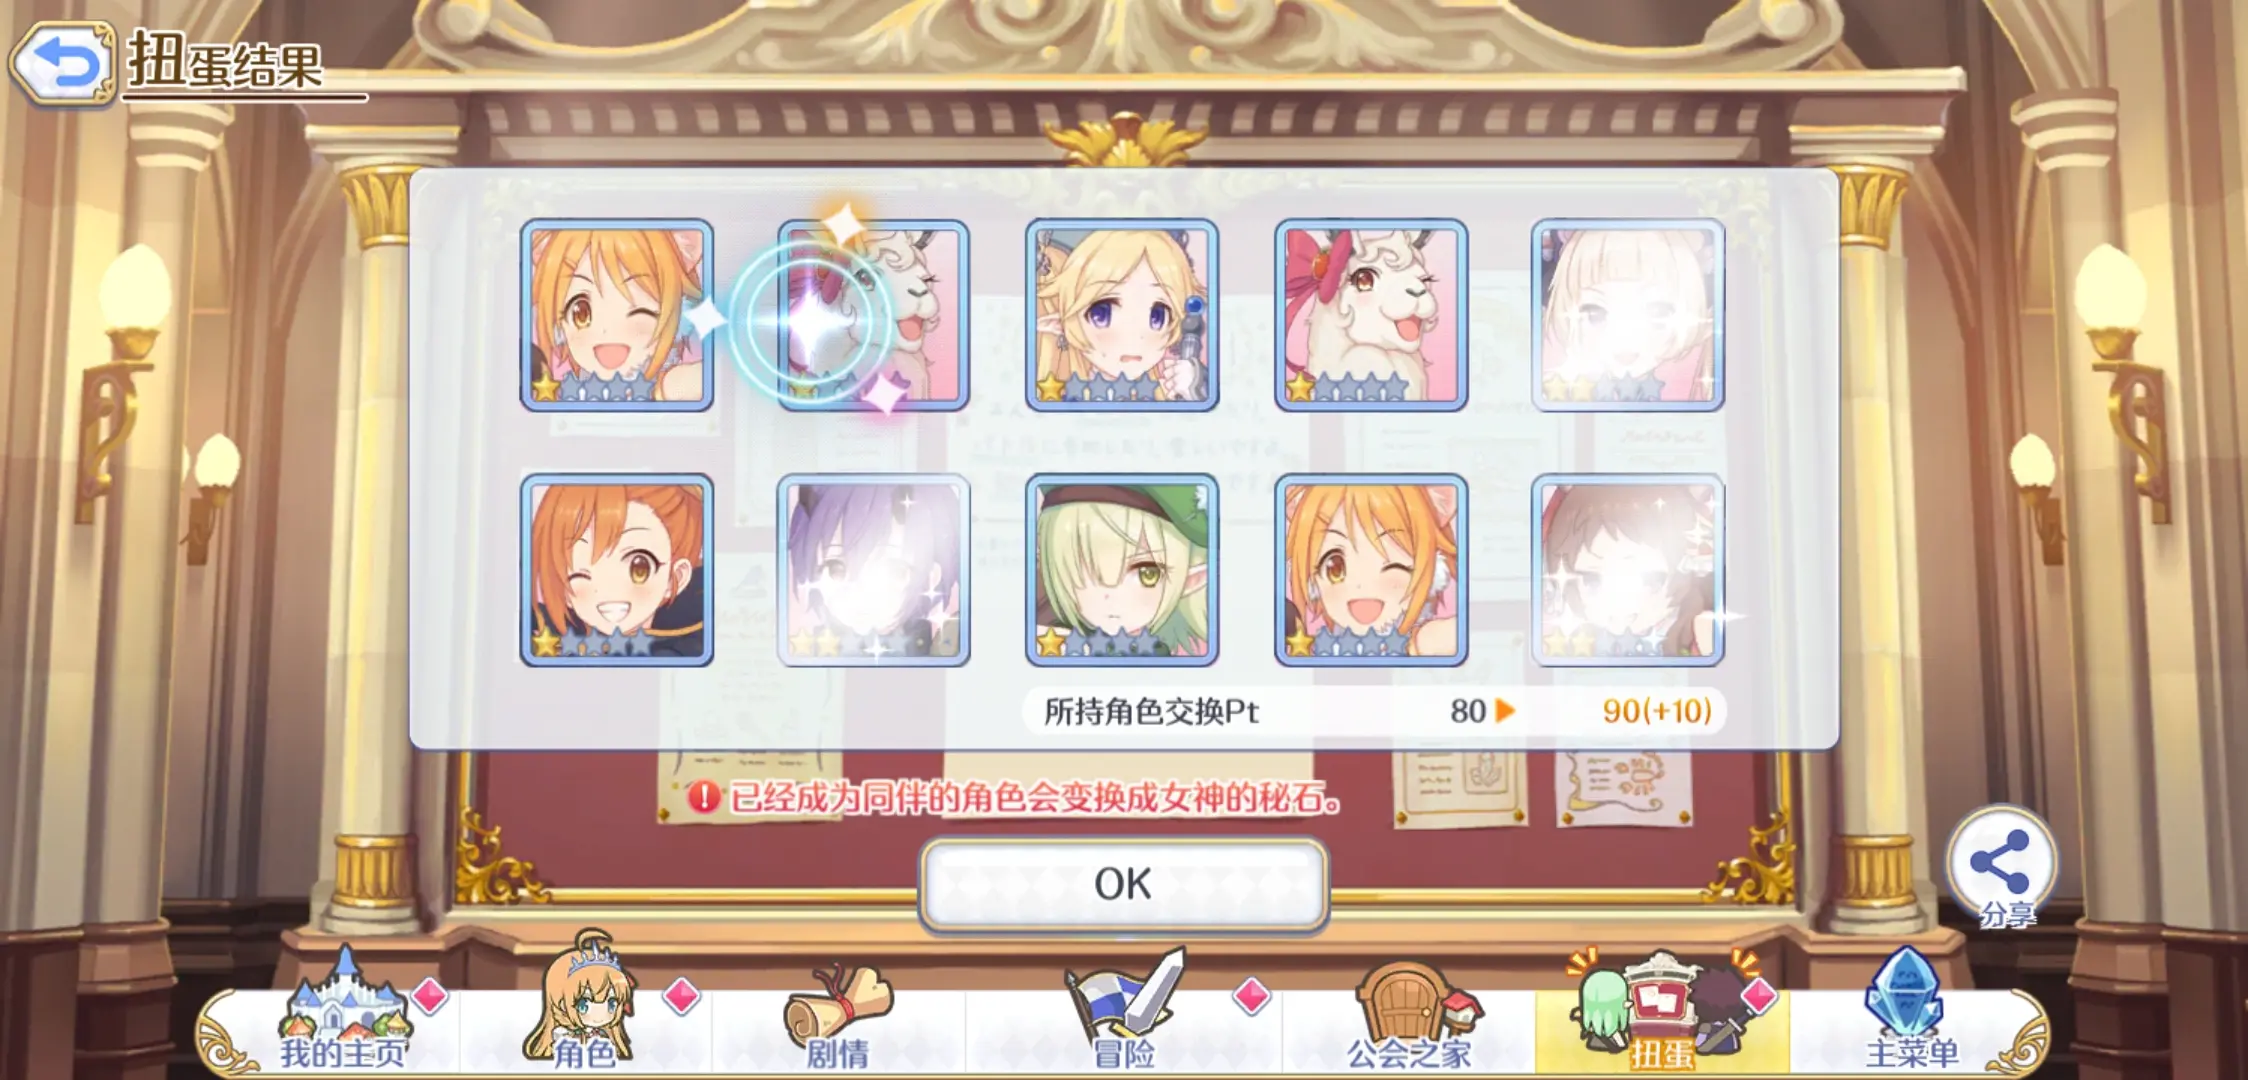 扭蛋结果
所持角色交换Pt 80 90(+10)
已经成为同伴的角色会变换成女神的秘石。
OK
分享
我的主页 角色 剧情 冒险 公会之家 扭蛋 主菜单